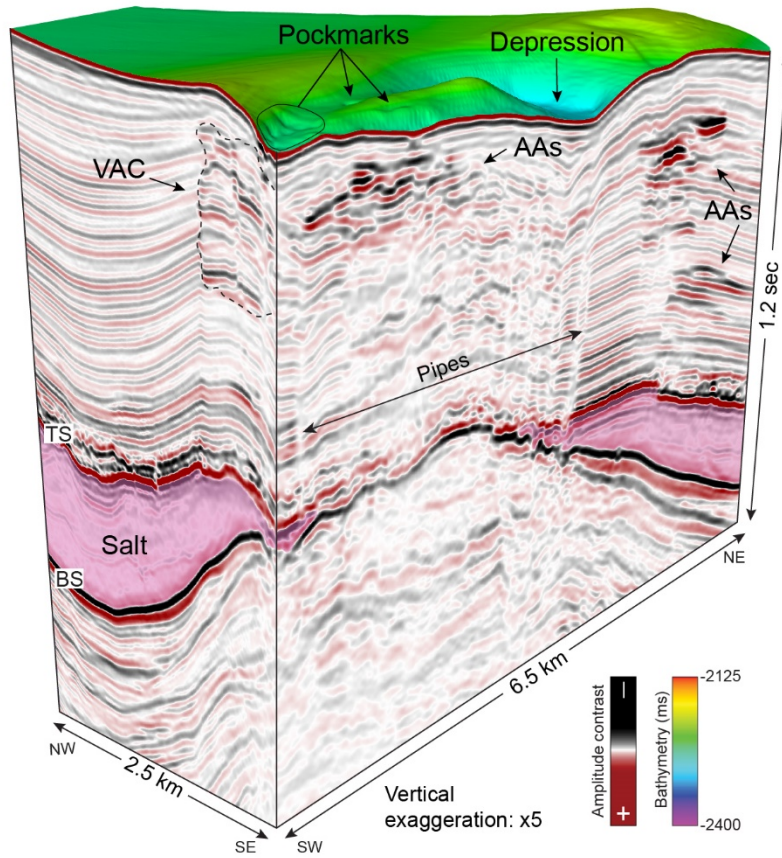 Pockmarks
Depression
VAC
AAs
AAs
1.2 sec
Pipes
TS
Salt
BS
NE
6.5 km
NW
2.5 km
SE
SW
Vertical
exaggeration: x5
Amplitude contrast
–
+
Bathymetry (ms)
-2125
-2400